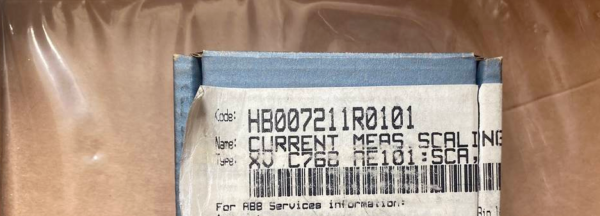 Code: HB007211R0101
Name: CURRENT MEAS SCALING
Type: XV C768 AE101:SCA,
For ABB Services information: